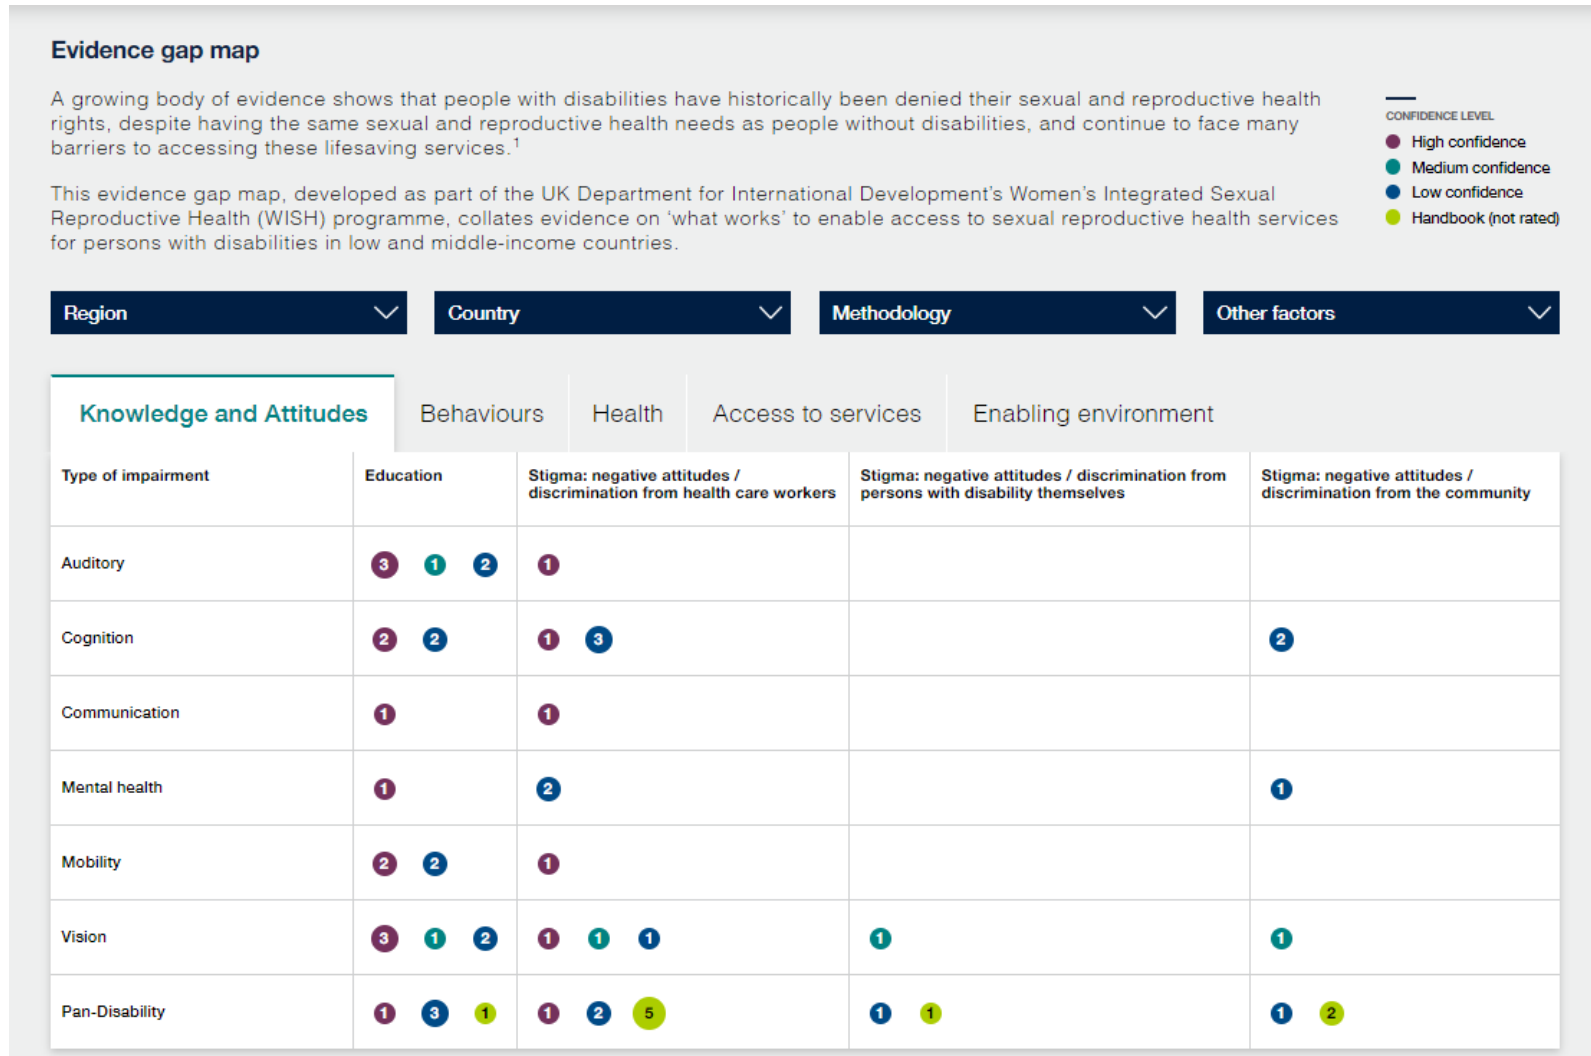 Evidence gap map
A growing body of evidence shows that people with disabilities have historically been denied their sexual and reproductive health
rights, despite having the same sexual and reproductive health needs as people without disabilities, and continue to face many
barriers to accessing these lifesaving services.1
This evidence gap map, developed as part of the UK Department for International Development’s Women’s Integrated Sexual
Reproductive Health (WISH) programme, collates evidence on ‘what works’ to enable access to sexual reproductive health services
for persons with disabilities in low and middle-income countries.
CONFIDENCE LEVEL
High confidence
Medium confidence
Low confidence
Handbook (not rated)
Region Country Methodology Other factors
Knowledge and Attitudes Behaviours Health Access to services Enabling environment
Type of impairment
Education
Stigma: negative attitudes /
discrimination from health care workers
Stigma: negative attitudes / discrimination from
persons with disability themselves
Stigma: negative attitudes /
discrimination from the community
Auditory 3 1 2 1
Cognition 2 2 1 3 2
Communication 1 1
Mental health 1 2 1
Mobility 2 2 1
Vision 3 1 2 1 1 1 1 1
Pan-Disability 1 3 1 1 2 5 1 1 1 2